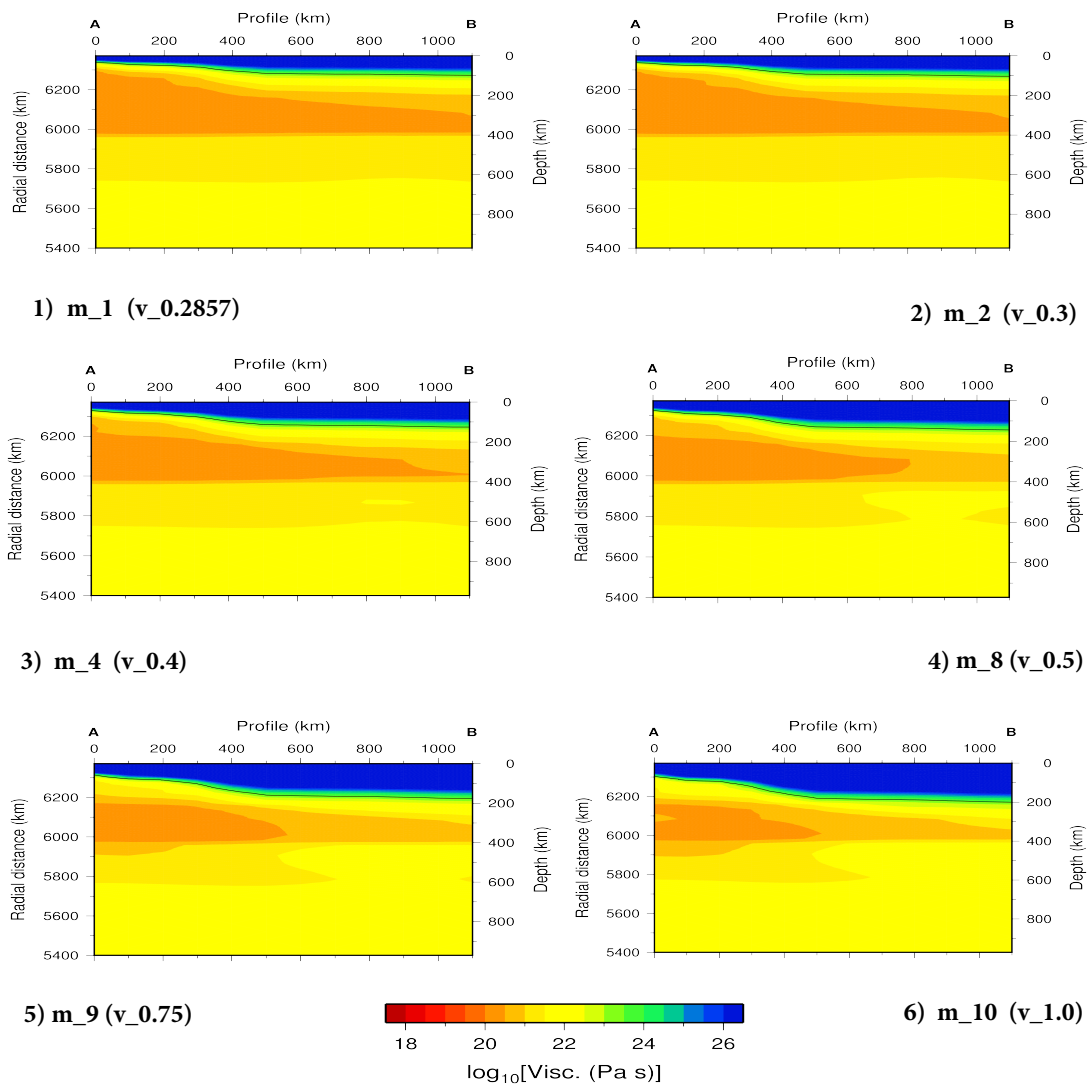 A Profile (km) B
0 200 400 600 800 1000
Radial distance (km)
6200
6000
5800
5600
5400
0
200
400
600
800
Depth (km)
A Profile (km) B
0 200 400 600 800 1000
Radial distance (km)
6200
6000
5800
5600
5400
0
200
400
600
800
Depth (km)
1) m_1 (v_0.2857)
2) m_2 (v_0.3)
A Profile (km) B
0 200 400 600 800 1000
Radial distance (km)
6200
6000
5800
5600
5400
0
200
400
600
800
Depth (km)
A Profile (km) B
0 200 400 600 800 1000
Radial distance (km)
6200
6000
5800
5600
5400
0
200
400
600
800
Depth (km)
3) m_4 (v_0.4)
4) m_8 (v_0.5)
A Profile (km) B
0 200 400 600 800 1000
Radial distance (km)
6200
6000
5800
5600
5400
0
200
400
600
800
Depth (km)
A Profile (km) B
0 200 400 600 800 1000
Radial distance (km)
6200
6000
5800
5600
5400
0
200
400
600
800
Depth (km)
5) m_9 (v_0.75)
6) m_10 (v_1.0)
18 20 22 24 26
log10[Visc. (Pa s)]